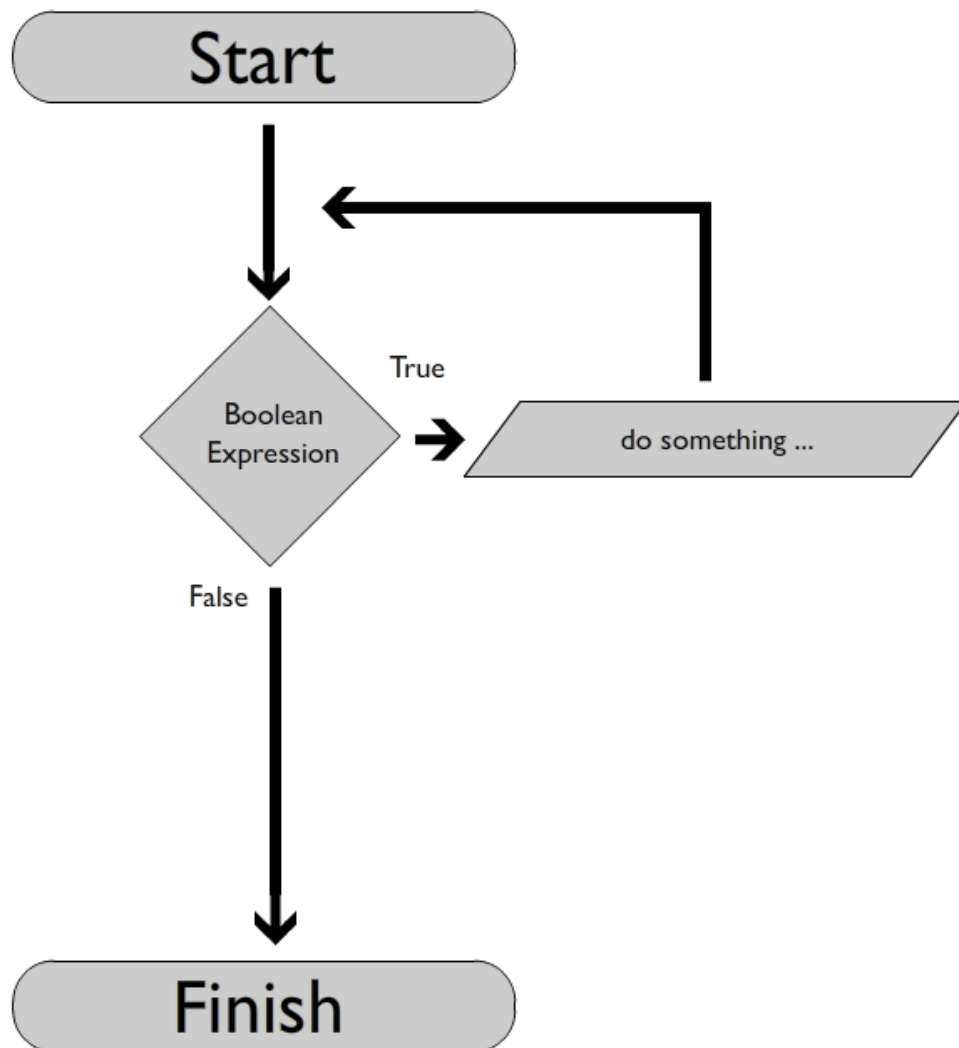 Start
True
Boolean
Expression
do something ...
False
Finish